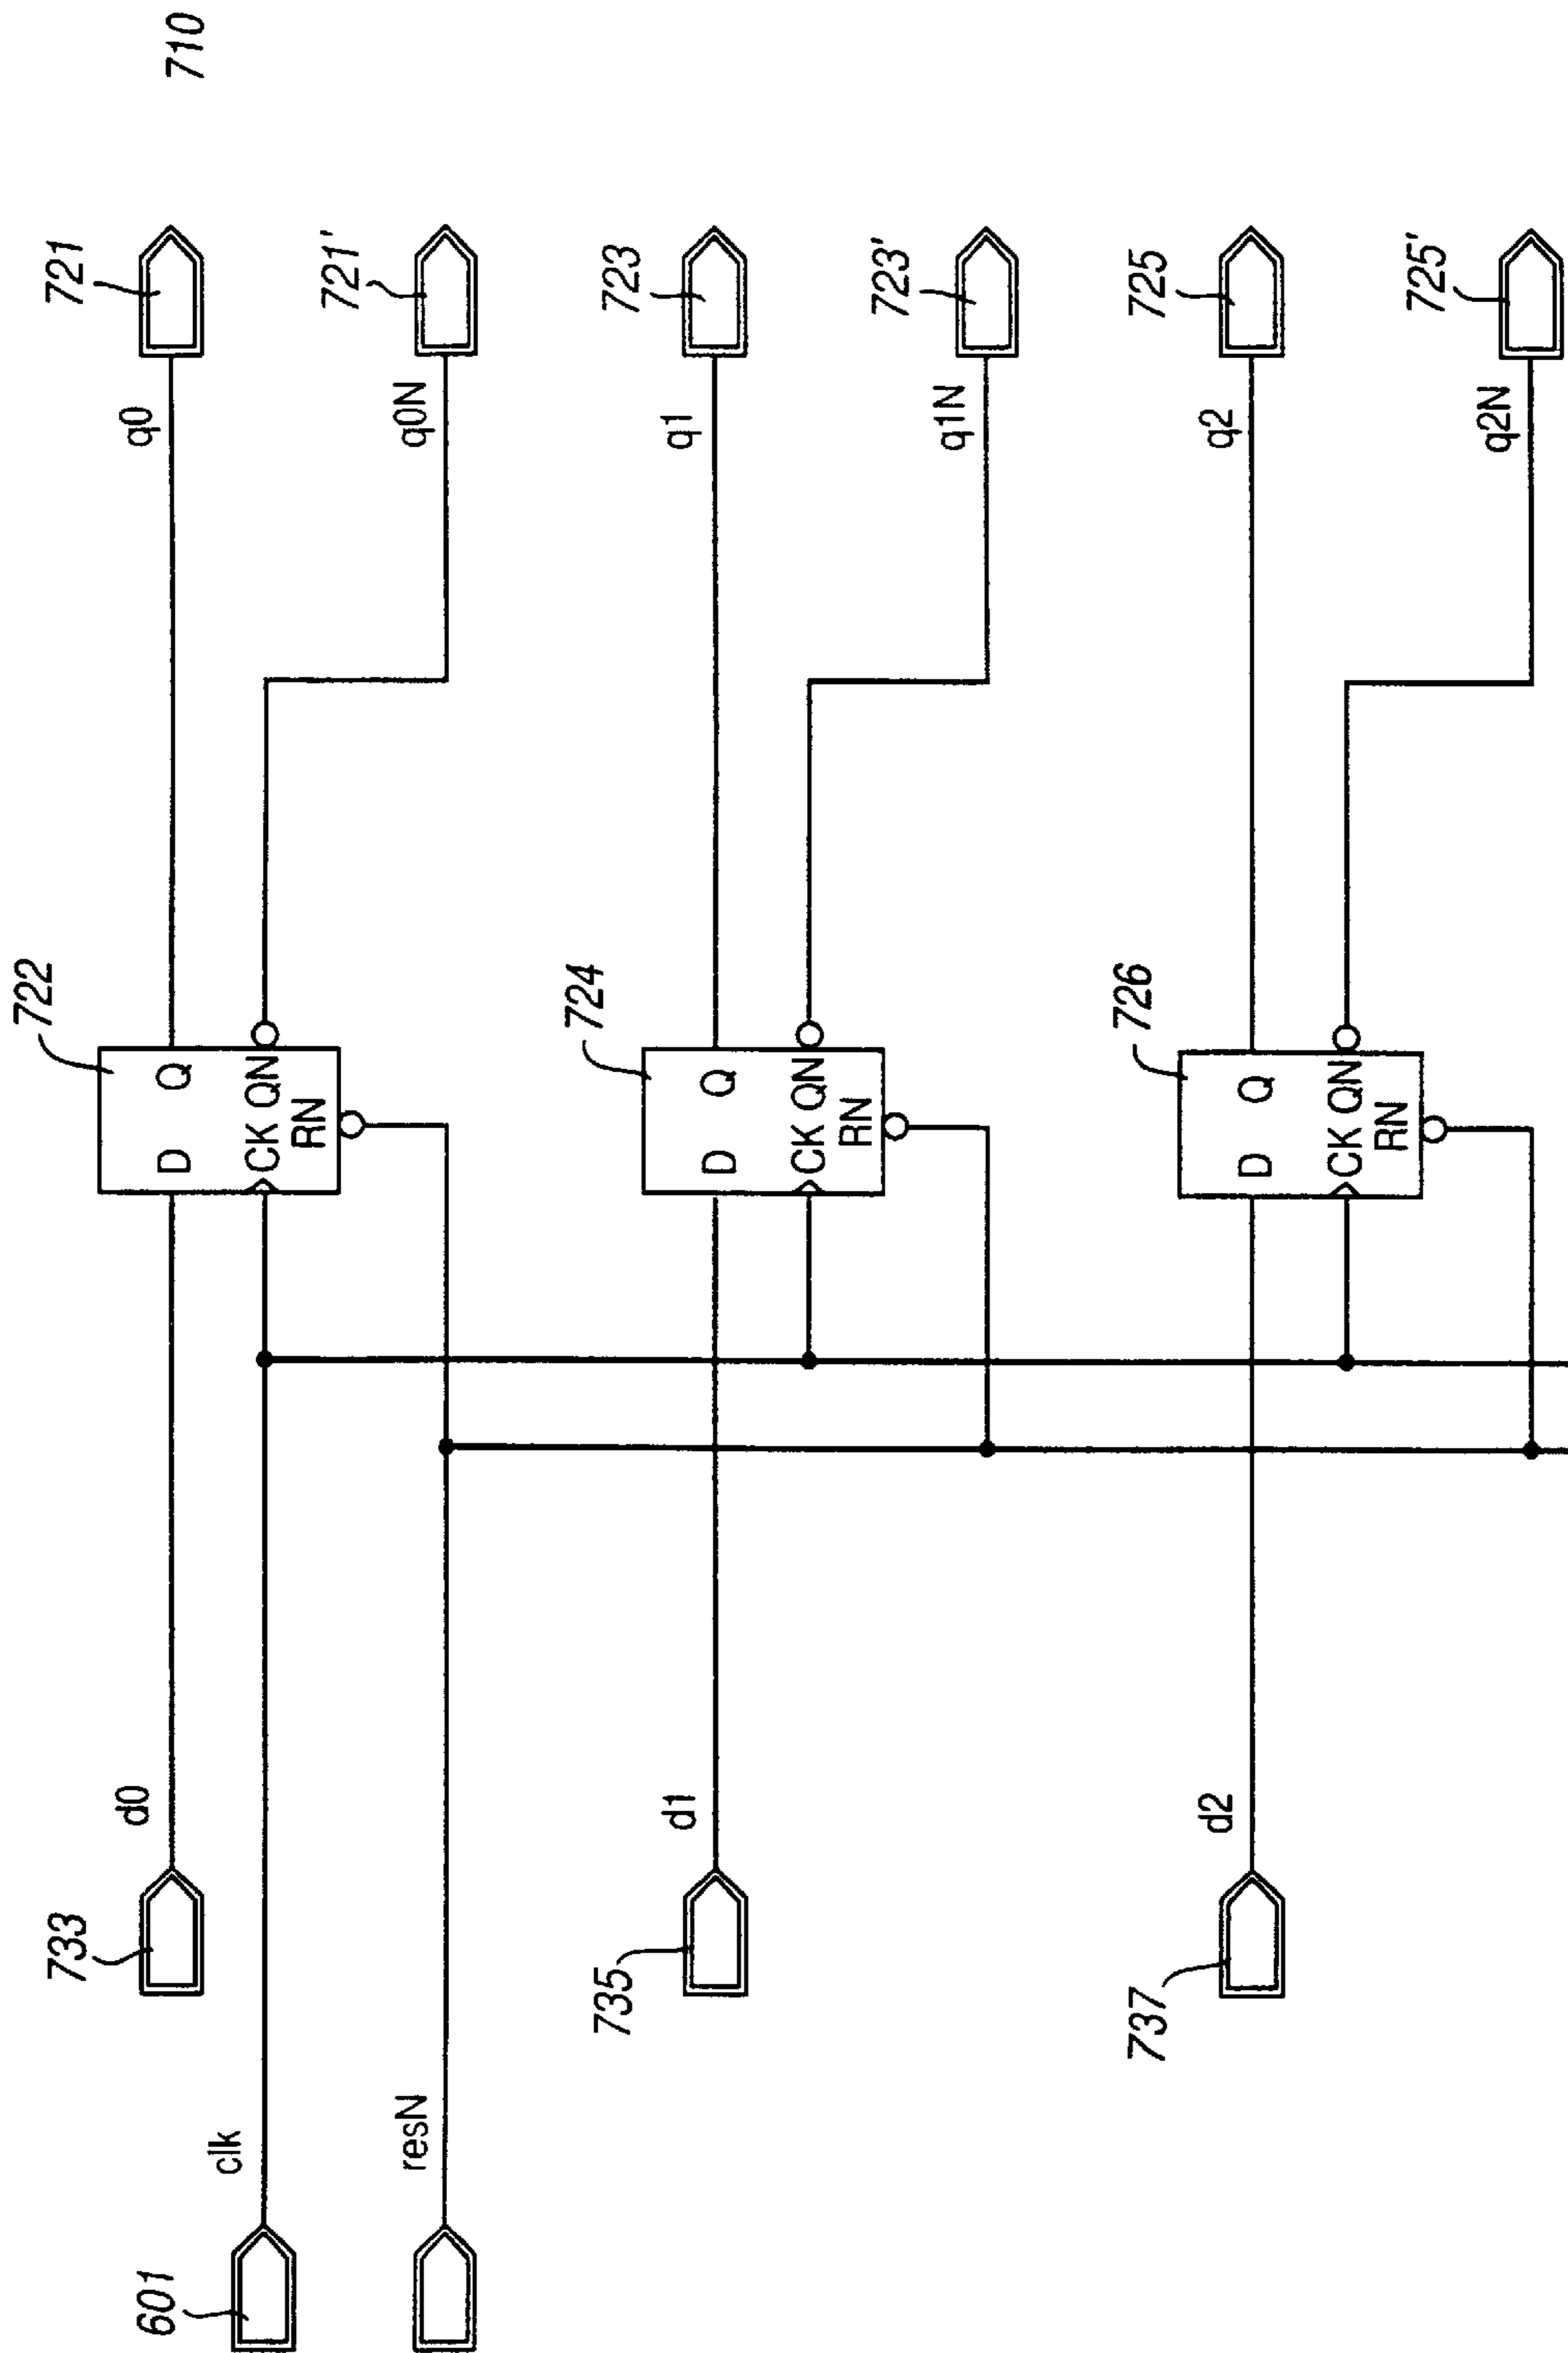 710
733
d0
722
q0
721
D Q
601
clk
CK QN
RN
q0N
721'
resN
735
d1
724
q1
723
D Q
CK QN
RN
q1N
723'
737
d2
726
q2
725
D Q
CK QN
RN
q2N
725'